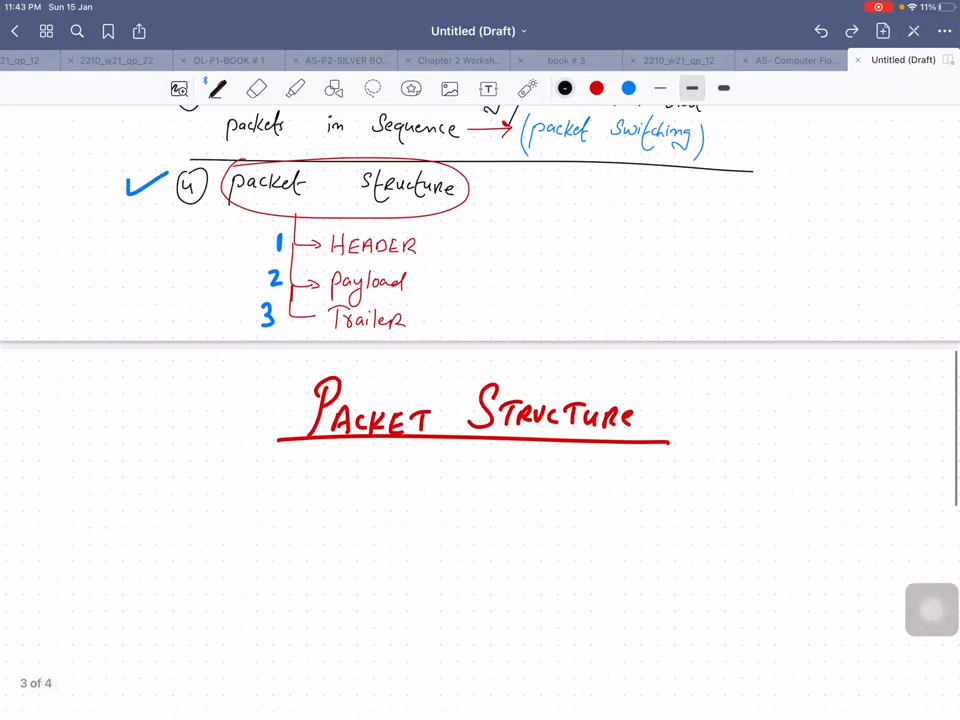 11:43 PM Sun 15 Jan
11%
Untitled (Draft)
21_qp_12
2210_w21_qp_22
OL-P1-BOOK # 1
AS-P2-SILVER BO...
Chapter 2 Worksh...
book # 3
2210_w21_qp_12
AS- Computer Flo...
Untitled (Draft)
packets in Sequence → (packet switching)
4 packet structure
1 → HEADER
2 → Payload
3 Trailer
PACKET STRUCTURE
3 of 4